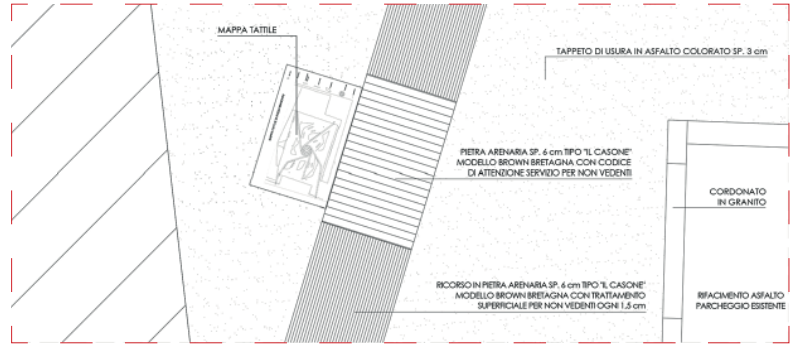 MAPPA TATTILE
TAPPETO DI USURA IN ASFALTO COLORATO SP. 3 cm
PIETRA ARENARIA SP. 6 cm TIPO "IL CASONE"
MODELLO BROWN BRETAGNA CON CODICE
DI ATTENZIONE SERVIZIO PER NON VEDENTI
CORDONATO
IN GRANITO
RICORSO IN PIETRA ARENARIA SP. 6 cm TIPO "IL CASONE"
MODELLO BROWN BRETAGNA CON TRATTAMENTO
SUPERFICIALE PER NON VEDENTI OGNI 1,5 cm
RIFACIMENTO ASFALTO
PARCHEGGIO ESISTENTE